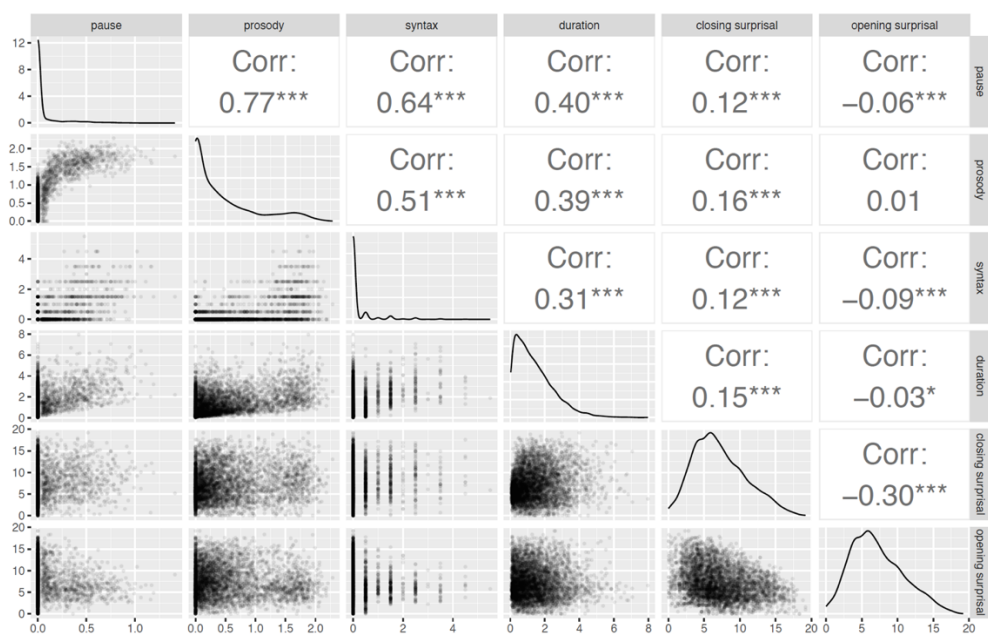 pause prosody syntax duration closing surprisal opening surprisal
12
8
4
0
Corr:
0.77***
Corr:
0.64***
Corr:
0.40***
Corr:
0.12***
Corr:
−0.06***
pause
2.0
1.5
1.0
0.5
0.0
Corr:
0.51***
Corr:
0.39***
Corr:
0.16***
Corr:
0.01
prosody
4
2
0
Corr:
0.31***
Corr:
0.12***
Corr:
−0.09***
syntax
8
6
4
2
0
Corr:
0.15***
Corr:
−0.03*
duration
20
15
10
5
0
Corr:
−0.30***
closing surprisal
20
15
10
5
0
opening surprisal
0.0 0.5 1.0
0.0 0.5 1.0 1.5 2.0
0 2 4
0 2 4 6 8
0 5 10 15 20
0 5 10 15 20